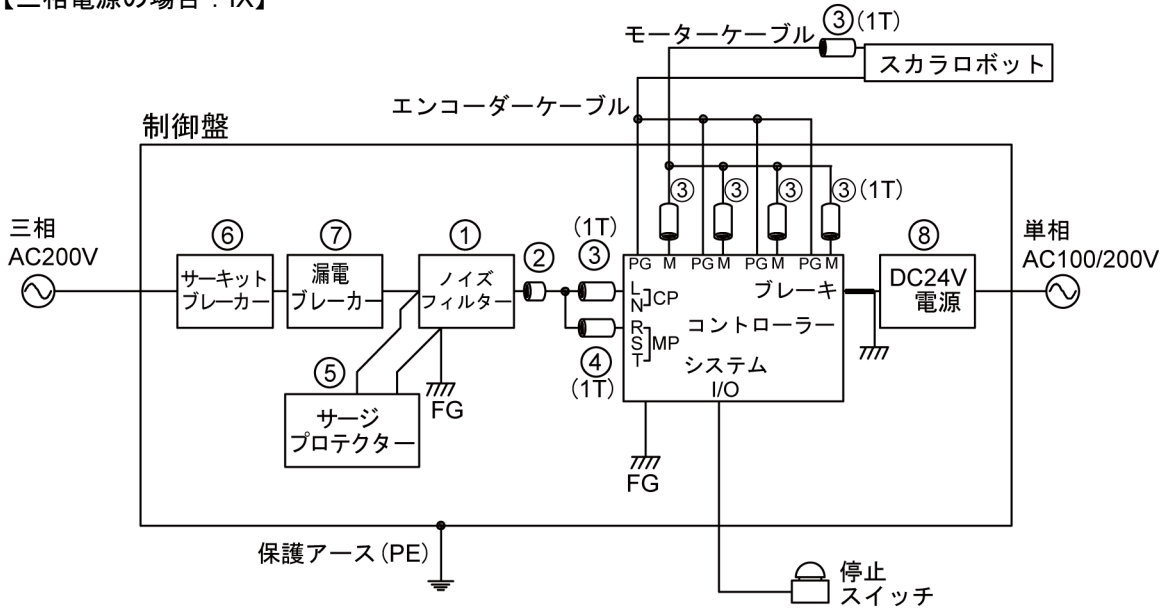 【三相電源の場合：IX】
モーターケーブル
③(1T)
スカラロボット
エンコーダーケーブル
制御盤
③
③
③
③(1T)
三相
AC200V
⑥
サーキット
ブレーカー
⑦
漏電
ブレーカー
①
ノイズ
フィルター
②
(1T)
③
④
(1T)
⑤
サージ
プロテクター
FG
PG M PG M PG M PG M
L
N
CP
R
S
T
MP
ブレーキ
コントローラー
システム
I/O
FG
⑧
DC24V
電源
単相
AC100/200V
保護アース(PE)
停止
スイッチ